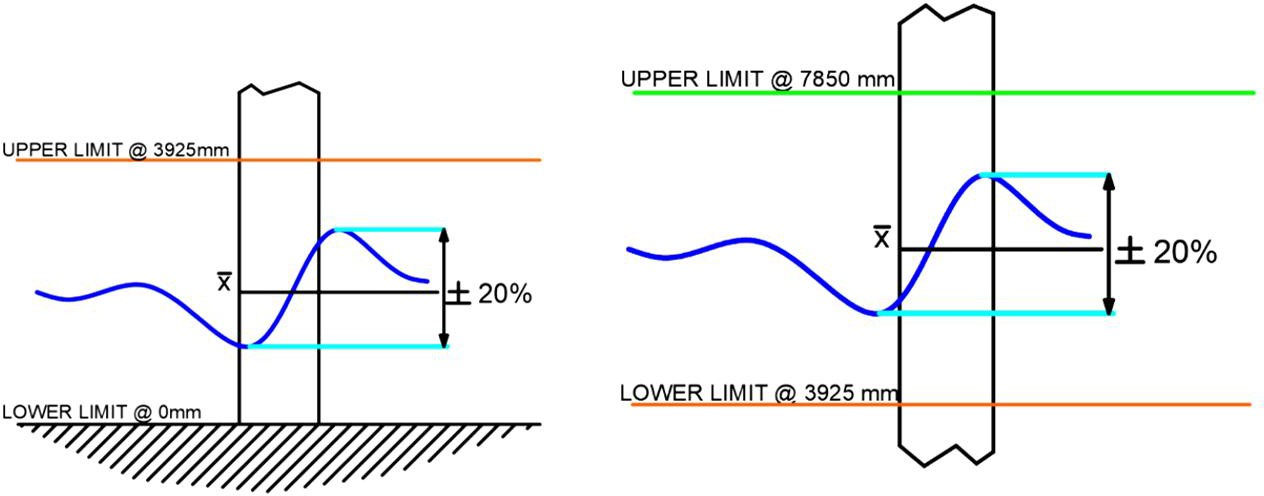 UPPER LIMIT @ 3925mm
x̅
± 20%
LOWER LIMIT @ 0mm
UPPER LIMIT @ 7850 mm
x̅
± 20%
LOWER LIMIT @ 3925 mm